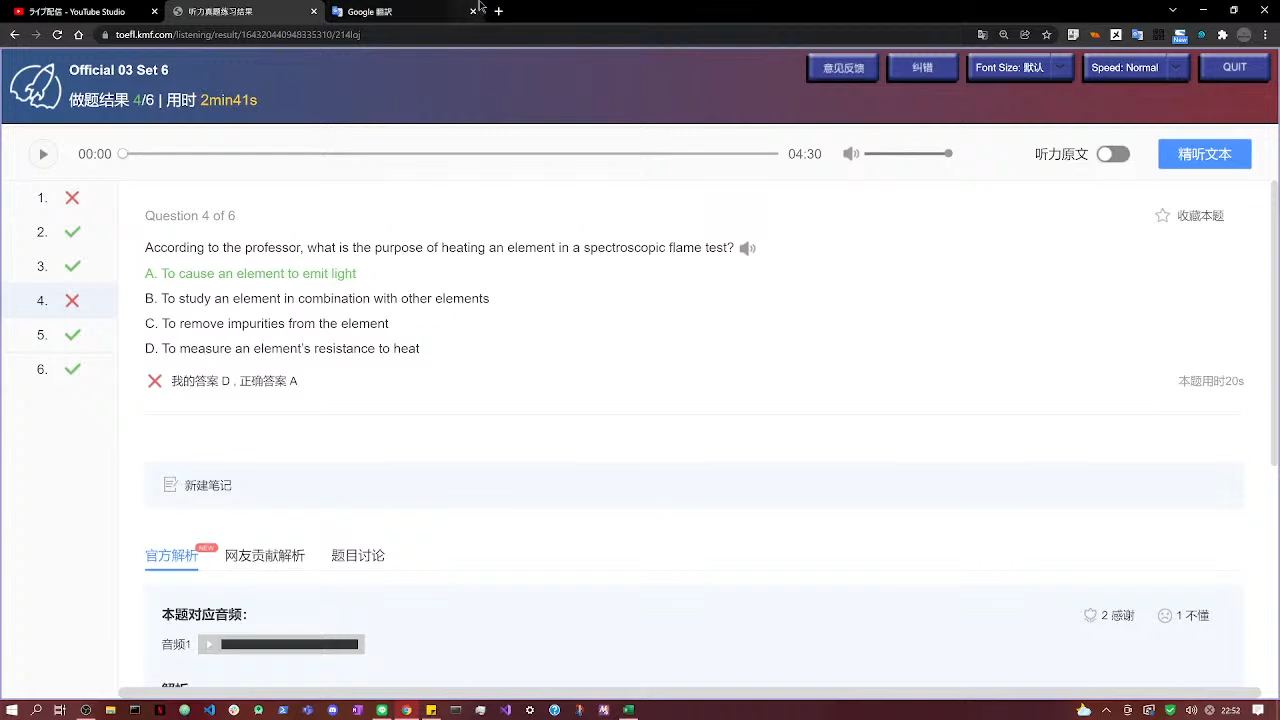 ライブ配信 - YouTube Studio
听力真题练习结果
Google 翻訳
toefl.kmf.com/listening/result/164320440948335310/214loj
New
Official 03 Set 6
做题结果 4/6 | 用时 2min41s
意见反馈
纠错
Font Size: 默认
Speed: Normal
QUIT
00:00
04:30
听力原文
精听文本
1.
2.
3.
4.
5.
6.
Question 4 of 6
收藏本题
According to the professor, what is the purpose of heating an element in a spectroscopic flame test?
A. To cause an element to emit light
B. To study an element in combination with other elements
C. To remove impurities from the element
D. To measure an element's resistance to heat
我的答案 D , 正确答案 A
本题用时20s
新建笔记
官方解析
NEW
网友贡献解析
题目讨论
本题对应音频：
2 感谢
1 不懂
音频1
解析
22:52